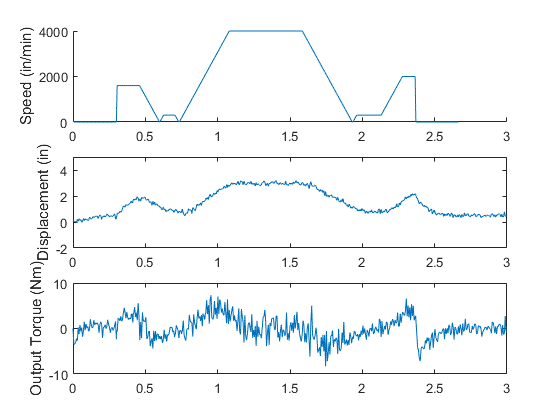 Speed (in/min)
4000
2000
0
0 0.5 1 1.5 2 2.5 3
Displacement (in)
4
2
0
-2
0 0.5 1 1.5 2 2.5 3
Output Torque (Nm)
10
0
-10
0 0.5 1 1.5 2 2.5 3